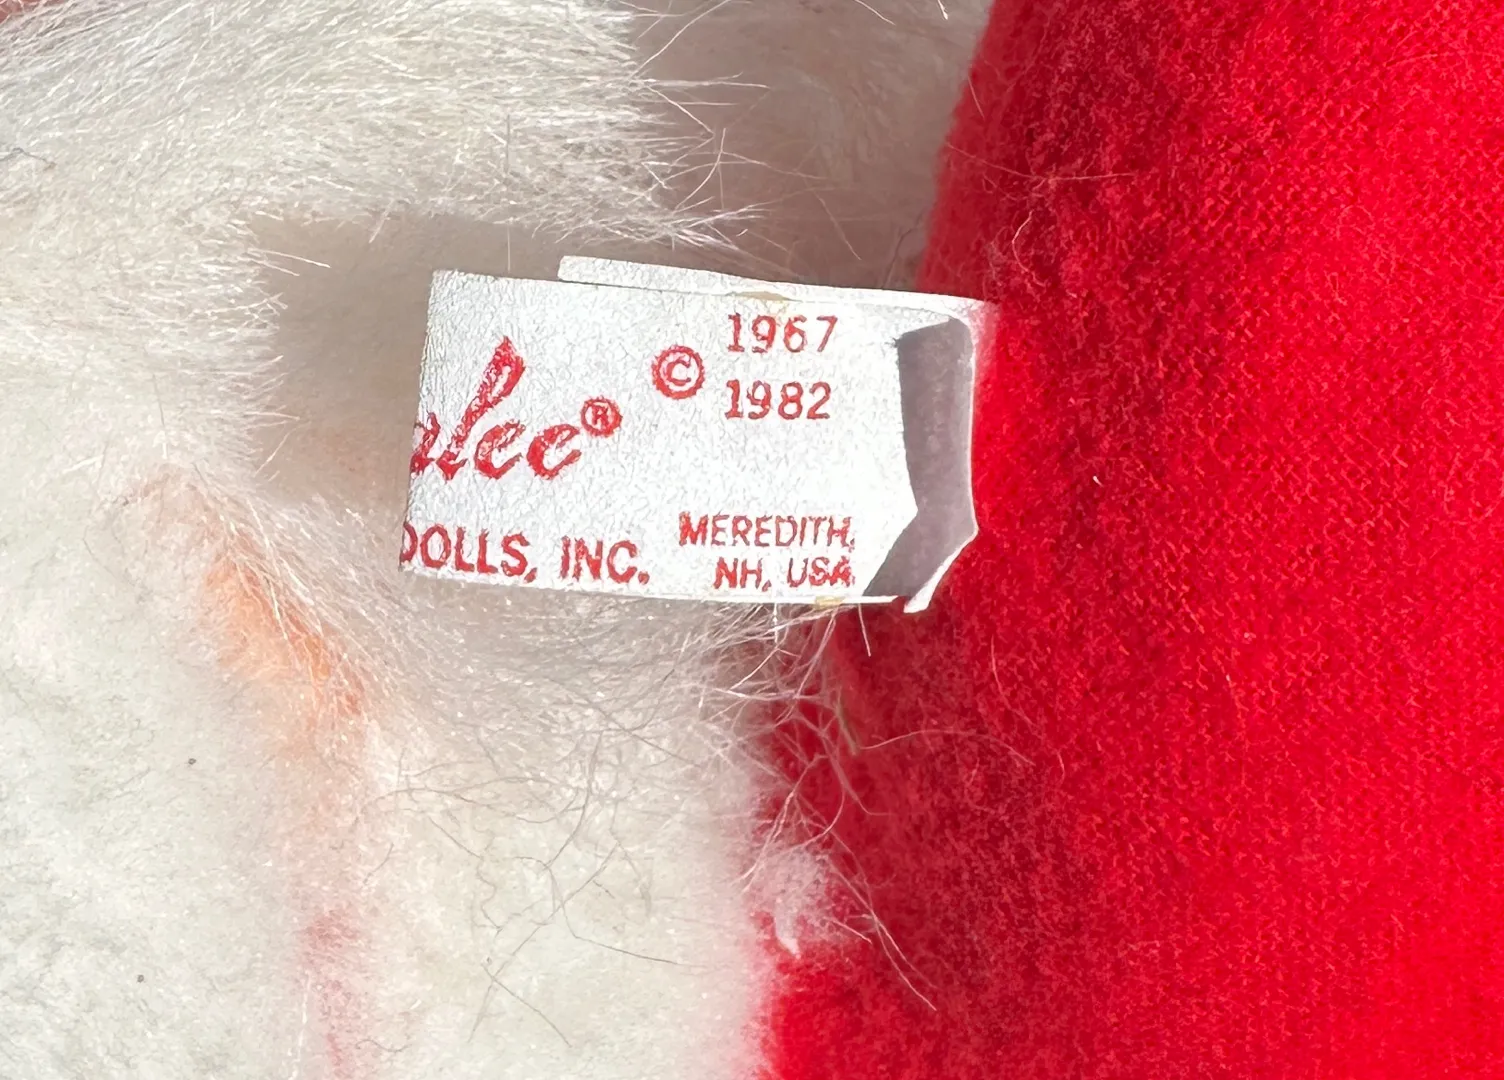 alee® © 1967
1982
DOLLS, INC. MEREDITH,
NH, USA